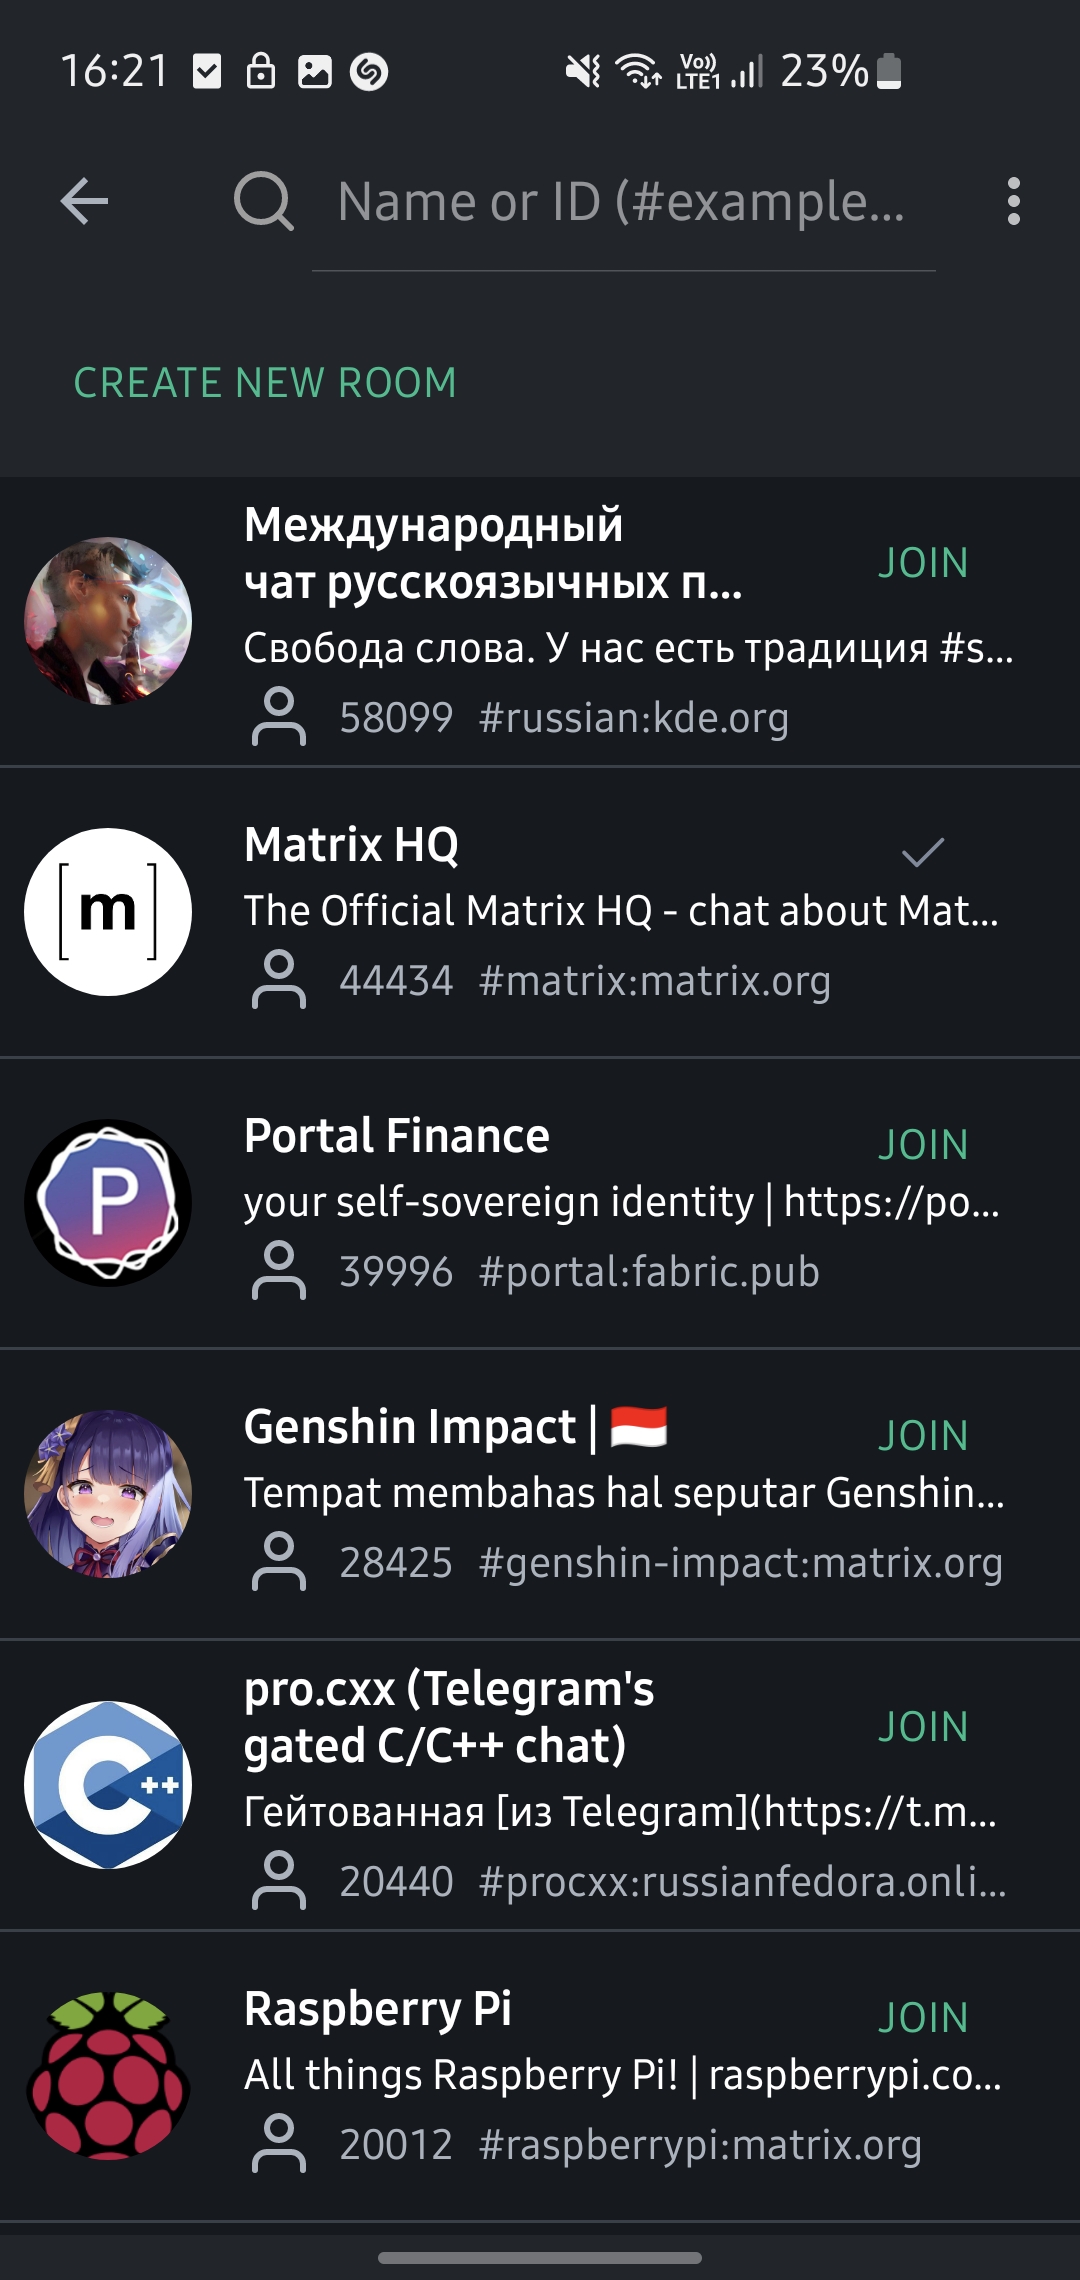 16:21 Vo)) LTE1 23%
Name or ID (#example...
CREATE NEW ROOM
Международный
чат русскоязычных п...
JOIN
Свобода слова. У нас есть традиция #s...
58099 #russian:kde.org
[m]
Matrix HQ
The Official Matrix HQ - chat about Mat...
44434 #matrix:matrix.org
P
Portal Finance
JOIN
your self-sovereign identity | https://po...
39996 #portal:fabric.pub
Genshin Impact | 🇮🇩
JOIN
Tempat membahas hal seputar Genshin...
28425 #genshin-impact:matrix.org
C++
pro.cxx (Telegram's
gated C/C++ chat)
JOIN
Гейтованная [из Telegram](https://t.m...
20440 #procxx:russianfedora.onli...
Raspberry Pi
JOIN
All things Raspberry Pi! | raspberrypi.co...
20012 #raspberrypi:matrix.org